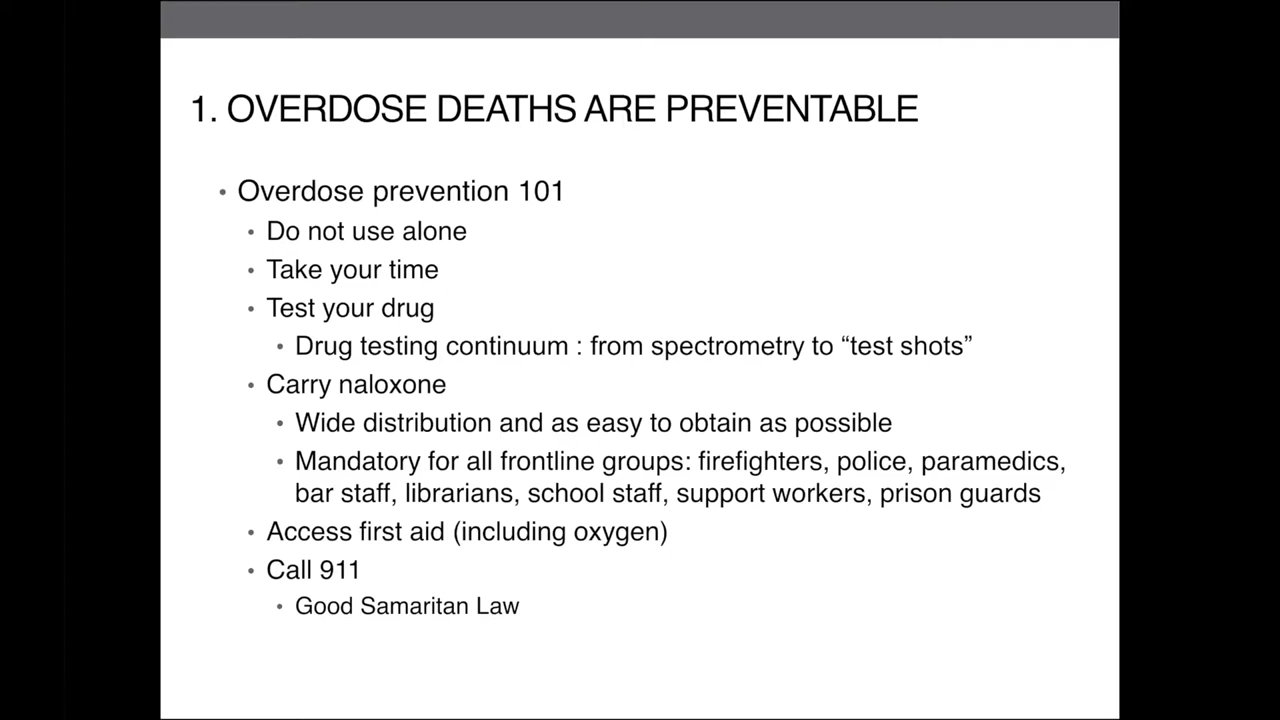 1. OVERDOSE DEATHS ARE PREVENTABLE
• Overdose prevention 101
• Do not use alone
• Take your time
• Test your drug
• Drug testing continuum : from spectrometry to “test shots”
• Carry naloxone
• Wide distribution and as easy to obtain as possible
• Mandatory for all frontline groups: firefighters, police, paramedics,
bar staff, librarians, school staff, support workers, prison guards
• Access first aid (including oxygen)
• Call 911
• Good Samaritan Law